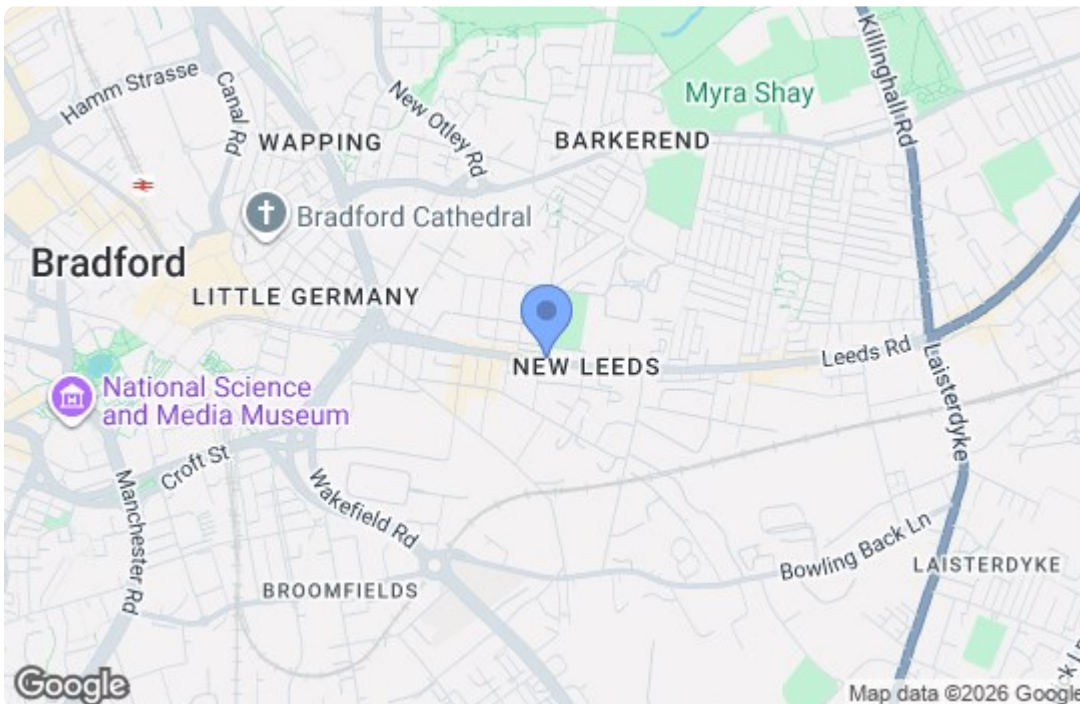 Hamm Strasse
Canal Rd
WAPPING
New Otley Rd
BARKEREND
Myra Shay
Killinghall Rd
Bradford Cathedral
Bradford
LITTLE GERMANY
NEW LEEDS
Leeds Rd
Laisterdyke
National Science
and Media Museum
Croft St
Manchester Rd
Wakefield Rd
Bowling Back Ln
BROOMFIELDS
LAISTERDYKE
Google
Map data ©2026 Google